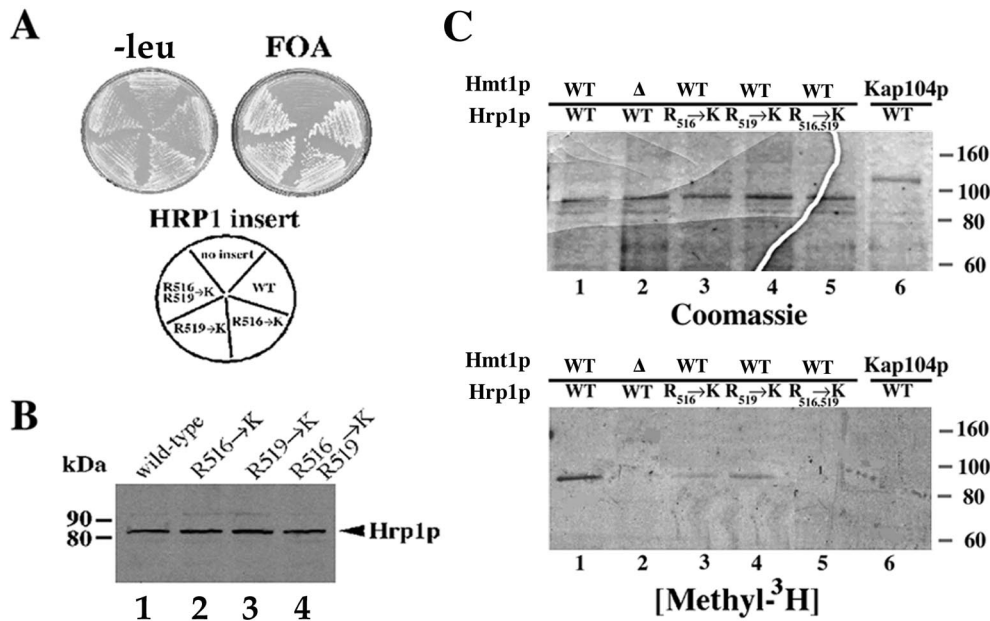 A
-leu FOA
HRP1 insert
no insert
WT
R516
R519→K
R519→K
R516→K
B
kDa
wild-type
R516→K
R519→K
R516 →K
R519
90
80
Hrp1p
1 2 3 4
C
Hmt1p WT Δ WT WT WT Kap104p
Hrp1p WT WT R516→K R519→K R516,519→K WT
160
100
80
60
1 2 3 4 5 6
Coomassie
Hmt1p WT Δ WT WT WT Kap104p
Hrp1p WT WT R516→K R519→K R516,519→K WT
160
100
80
60
1 2 3 4 5 6
[Methyl-³H]